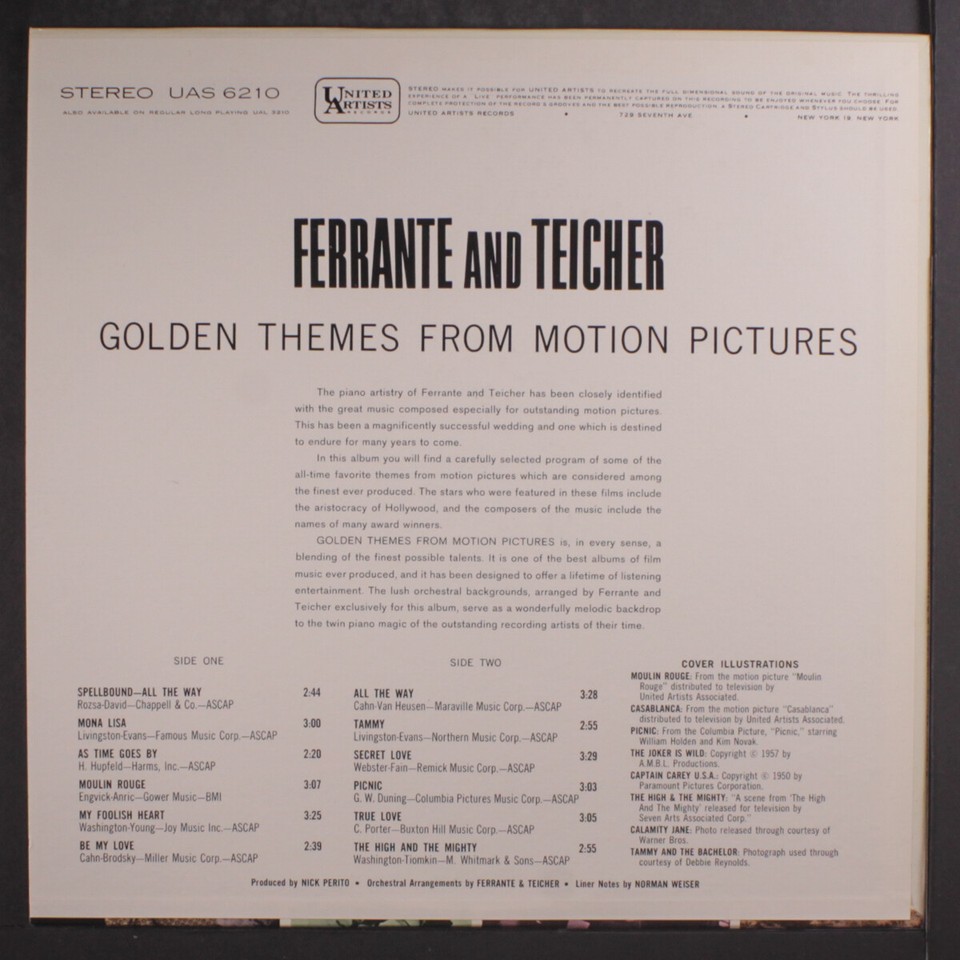 STEREO UAS 6210
ALSO AVAILABLE ON REGULAR LONG PLAYING UAL 3210
UNITED
ARTISTS
RECORDS
STEREO MAKES IT POSSIBLE FOR UNITED ARTISTS TO RECREATE THE FULL DIMENSIONAL SOUND OF THE ORIGINAL MUSIC. THE THRILLING
EXPERIENCE OF A "LIVE" PERFORMANCE HAS BEEN PERMANENTLY CAPTURED ON THIS RECORDING TO BE ENJOYED WHENEVER YOU CHOOSE. FOR
COMPLETE PROTECTION OF THE RECORD'S GROOVES AND THE BEST POSSIBLE REPRODUCTION, A STEREO CARTRIDGE AND STYLUS SHOULD BE USED.
UNITED ARTISTS RECORDS • 729 SEVENTH AVE • NEW YORK 19, NEW YORK
FERRANTE AND TEICHER
GOLDEN THEMES FROM MOTION PICTURES
The piano artistry of Ferrante and Teicher has been closely identified
with the great music composed especially for outstanding motion pictures.
This has been a magnificently successful wedding and one which is destined
to endure for many years to come.
In this album you will find a carefully selected program of some of the
all-time favorite themes from motion pictures which are considered among
the finest ever produced. The stars who were featured in these films include
the aristocracy of Hollywood, and the composers of the music include the
names of many award winners.
GOLDEN THEMES FROM MOTION PICTURES is, in every sense, a
blending of the finest possible talents. It is one of the best albums of film
music ever produced, and it has been designed to offer a lifetime of listening
entertainment. The lush orchestral backgrounds, arranged by Ferrante and
Teicher exclusively for this album, serve as a wonderfully melodic backdrop
to the twin piano magic of the outstanding recording artists of their time.
SIDE ONE
SPELLBOUND—ALL THE WAY 2:44
Rozsa-David—Chappell & Co.—ASCAP
MONA LISA 3:00
Livingston-Evans—Famous Music Corp.—ASCAP
AS TIME GOES BY 2:20
H. Hupfeld—Harms, Inc.—ASCAP
MOULIN ROUGE 3:07
Engvick-Anric—Gower Music—BMI
MY FOOLISH HEART 3:25
Washington-Young—Joy Music Inc.—ASCAP
BE MY LOVE 2:39
Cahn-Brodsky—Miller Music Corp.—ASCAP
SIDE TWO
ALL THE WAY 3:28
Cahn-Van Heusen—Maraville Music Corp.—ASCAP
TAMMY 2:55
Livingston-Evans—Northern Music Corp.—ASCAP
SECRET LOVE 3:29
Webster-Fain—Remick Music Corp.—ASCAP
PICNIC 3:03
G. W. Duning—Columbia Pictures Music Corp.—ASCAP
TRUE LOVE 3:05
C. Porter—Buxton Hill Music Corp.—ASCAP
THE HIGH AND THE MIGHTY 2:55
Washington-Tiomkin—M. Whitmark & Sons—ASCAP
COVER ILLUSTRATIONS
MOULIN ROUGE: From the motion picture "Moulin
Rouge" distributed to television by
United Artists Associated.
CASABLANCA: From the motion picture "Casablanca"
distributed to television by United Artists Associated.
PICNIC: From the Columbia Picture, "Picnic," starring
William Holden and Kim Novak.
THE JOKER IS WILD: Copyright © 1957 by
A.M.B.L. Productions.
CAPTAIN CAREY U.S.A.: Copyright © 1950 by
Paramount Pictures Corporation.
THE HIGH & THE MIGHTY: "A scene from 'The High
And The Mighty' released for television by
Seven Arts Associated Corp."
CALAMITY JANE: Photo released through courtesy of
Warner Bros.
TAMMY AND THE BACHELOR: Photograph used through
courtesy of Debbie Reynolds.
Produced by NICK PERITO • Orchestral Arrangements by FERRANTE & TEICHER • Liner Notes by NORMAN WEISER